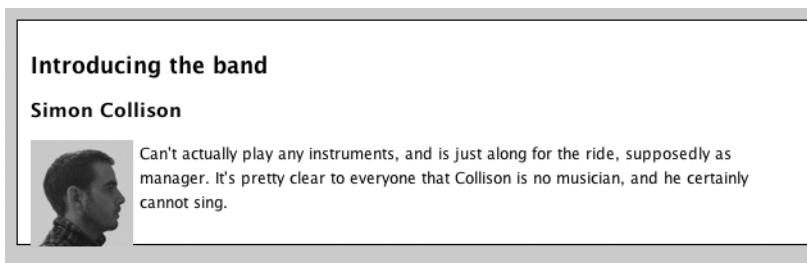 Introducing the band
Simon Collison
Can't actually play any instruments, and is just along for the ride, supposedly as
manager. It's pretty clear to everyone that Collison is no musician, and he certainly
cannot sing.